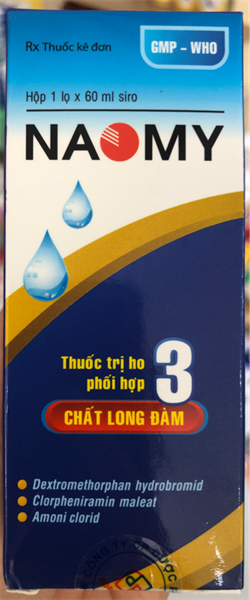 Rx Thuốc kê đơn
GMP - WHO
Hộp 1 lọ x 60 ml siro
NAOMY
Thuốc trị ho
phối hợp
3
CHẤT LONG ĐÀM
Dextromethorphan hydrobromid
Clorpheniramin maleat
Amoni clorid